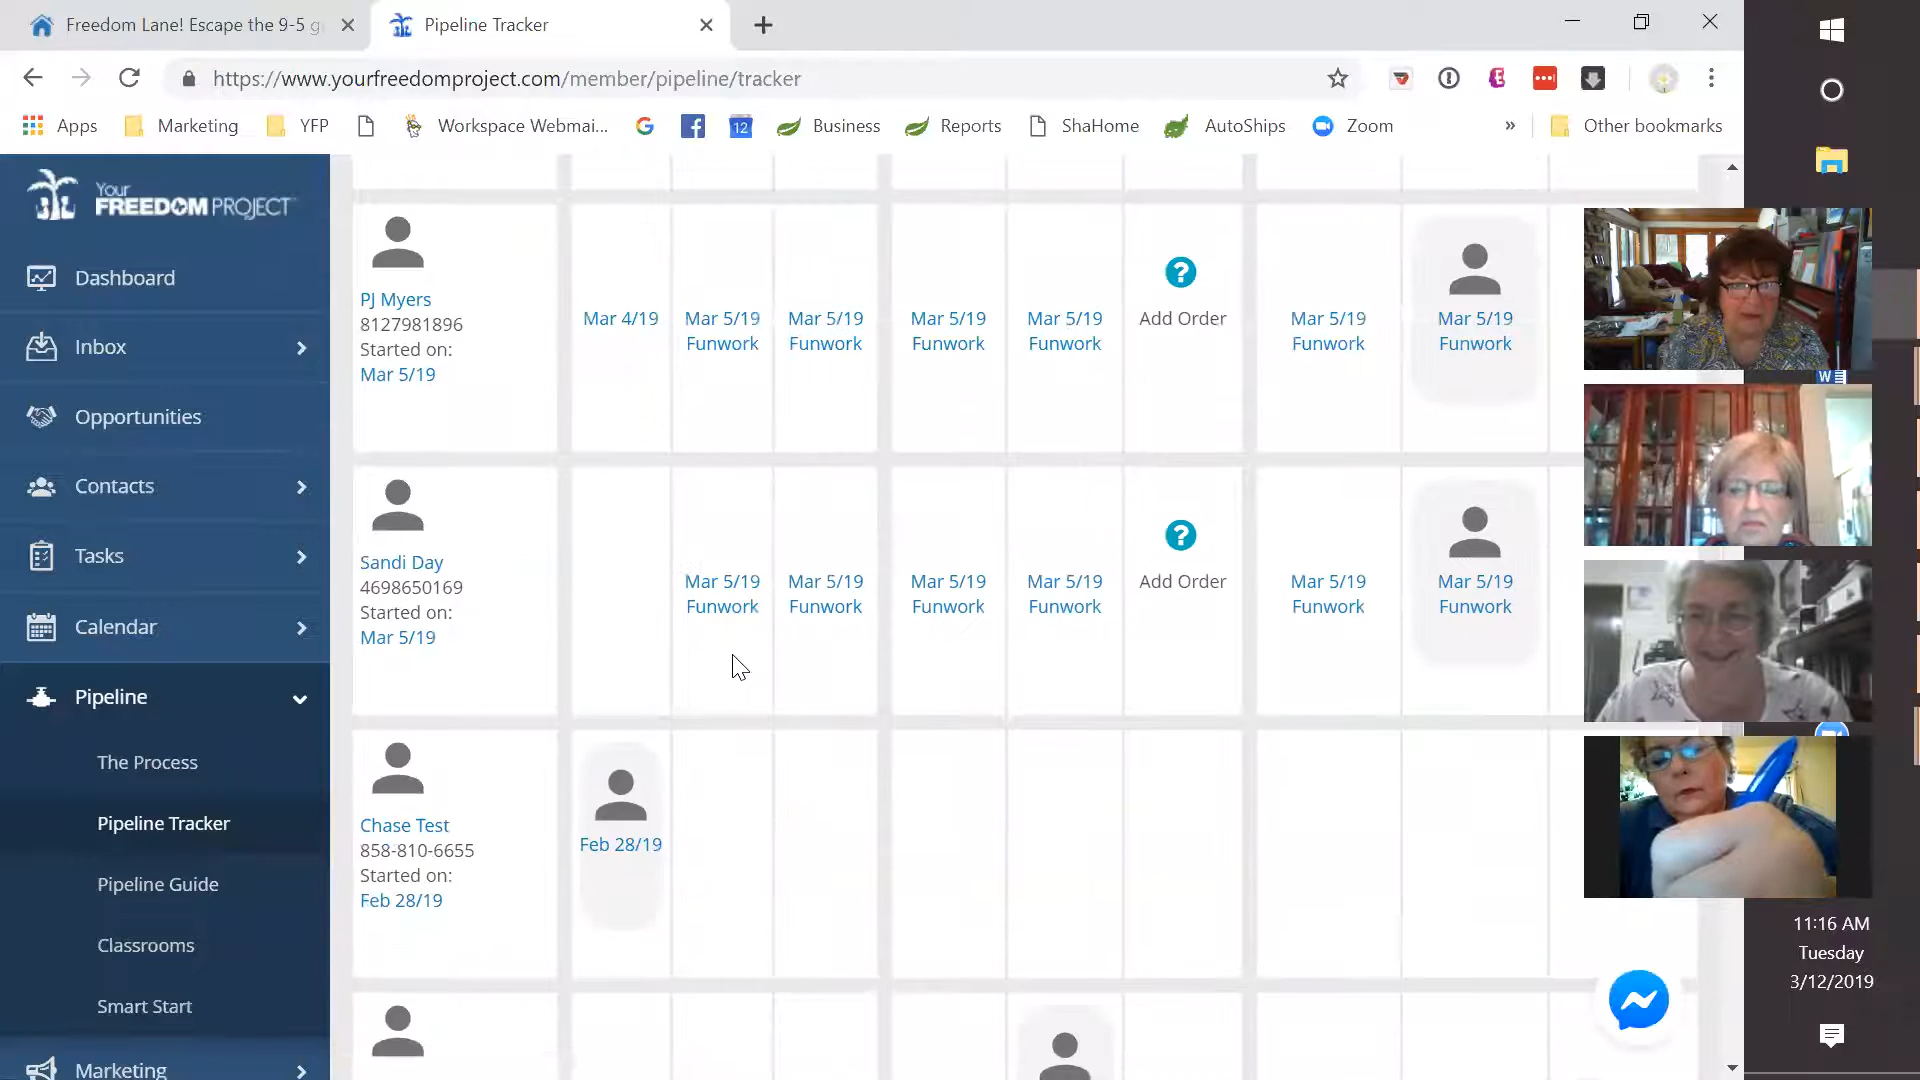 Freedom Lane! Escape the 9-5 g
Pipeline Tracker
https://www.yourfreedomproject.com/member/pipeline/tracker
Apps
Marketing
YFP
Workspace Webmai...
12
Business
Reports
ShaHome
AutoShips
Zoom
»
Other bookmarks
Your
FREEDOM PROJECT
Dashboard
Inbox
Opportunities
Contacts
Tasks
Calendar
Pipeline
The Process
Pipeline Tracker
Pipeline Guide
Classrooms
Smart Start
Marketing
PJ Myers
8127981896
Started on:
Mar 5/19
Mar 4/19
Mar 5/19
Funwork
Mar 5/19
Funwork
Mar 5/19
Funwork
Mar 5/19
Funwork
?
Add Order
Mar 5/19
Funwork
Mar 5/19
Funwork
Sandi Day
4698650169
Started on:
Mar 5/19
Mar 5/19
Funwork
Mar 5/19
Funwork
Mar 5/19
Funwork
Mar 5/19
Funwork
?
Add Order
Mar 5/19
Funwork
Mar 5/19
Funwork
Chase Test
858-810-6655
Started on:
Feb 28/19
Feb 28/19
W
11:16 AM
Tuesday
3/12/2019